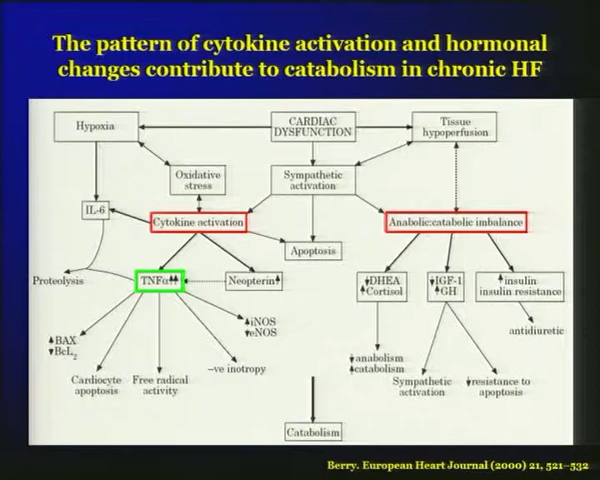 The pattern of cytokine activation and hormonal
changes contribute to catabolism in chronic HF
Hypoxia
CARDIAC
DYSFUNCTION
Tissue
hypoperfusion
Oxidative
stress
Sympathetic
activation
IL-6
Cytokine activation
Anabolic:catabolic imbalance
Apoptosis
Proteolysis
TNFα↑↑
Neopterin↑
↓DHEA
↑Cortisol
↓IGF-1
↑GH
↑insulin
insulin resistance
↑BAX
↓BcL2
↑iNOS
↓eNOS
antidiuretic
Cardiocyte
apoptosis
Free radical
activity
–ve inotropy
↓anabolism
↑catabolism
Sympathetic
activation
↓resistance to
apoptosis
Catabolism
Berry. European Heart Journal (2000) 21, 521–532